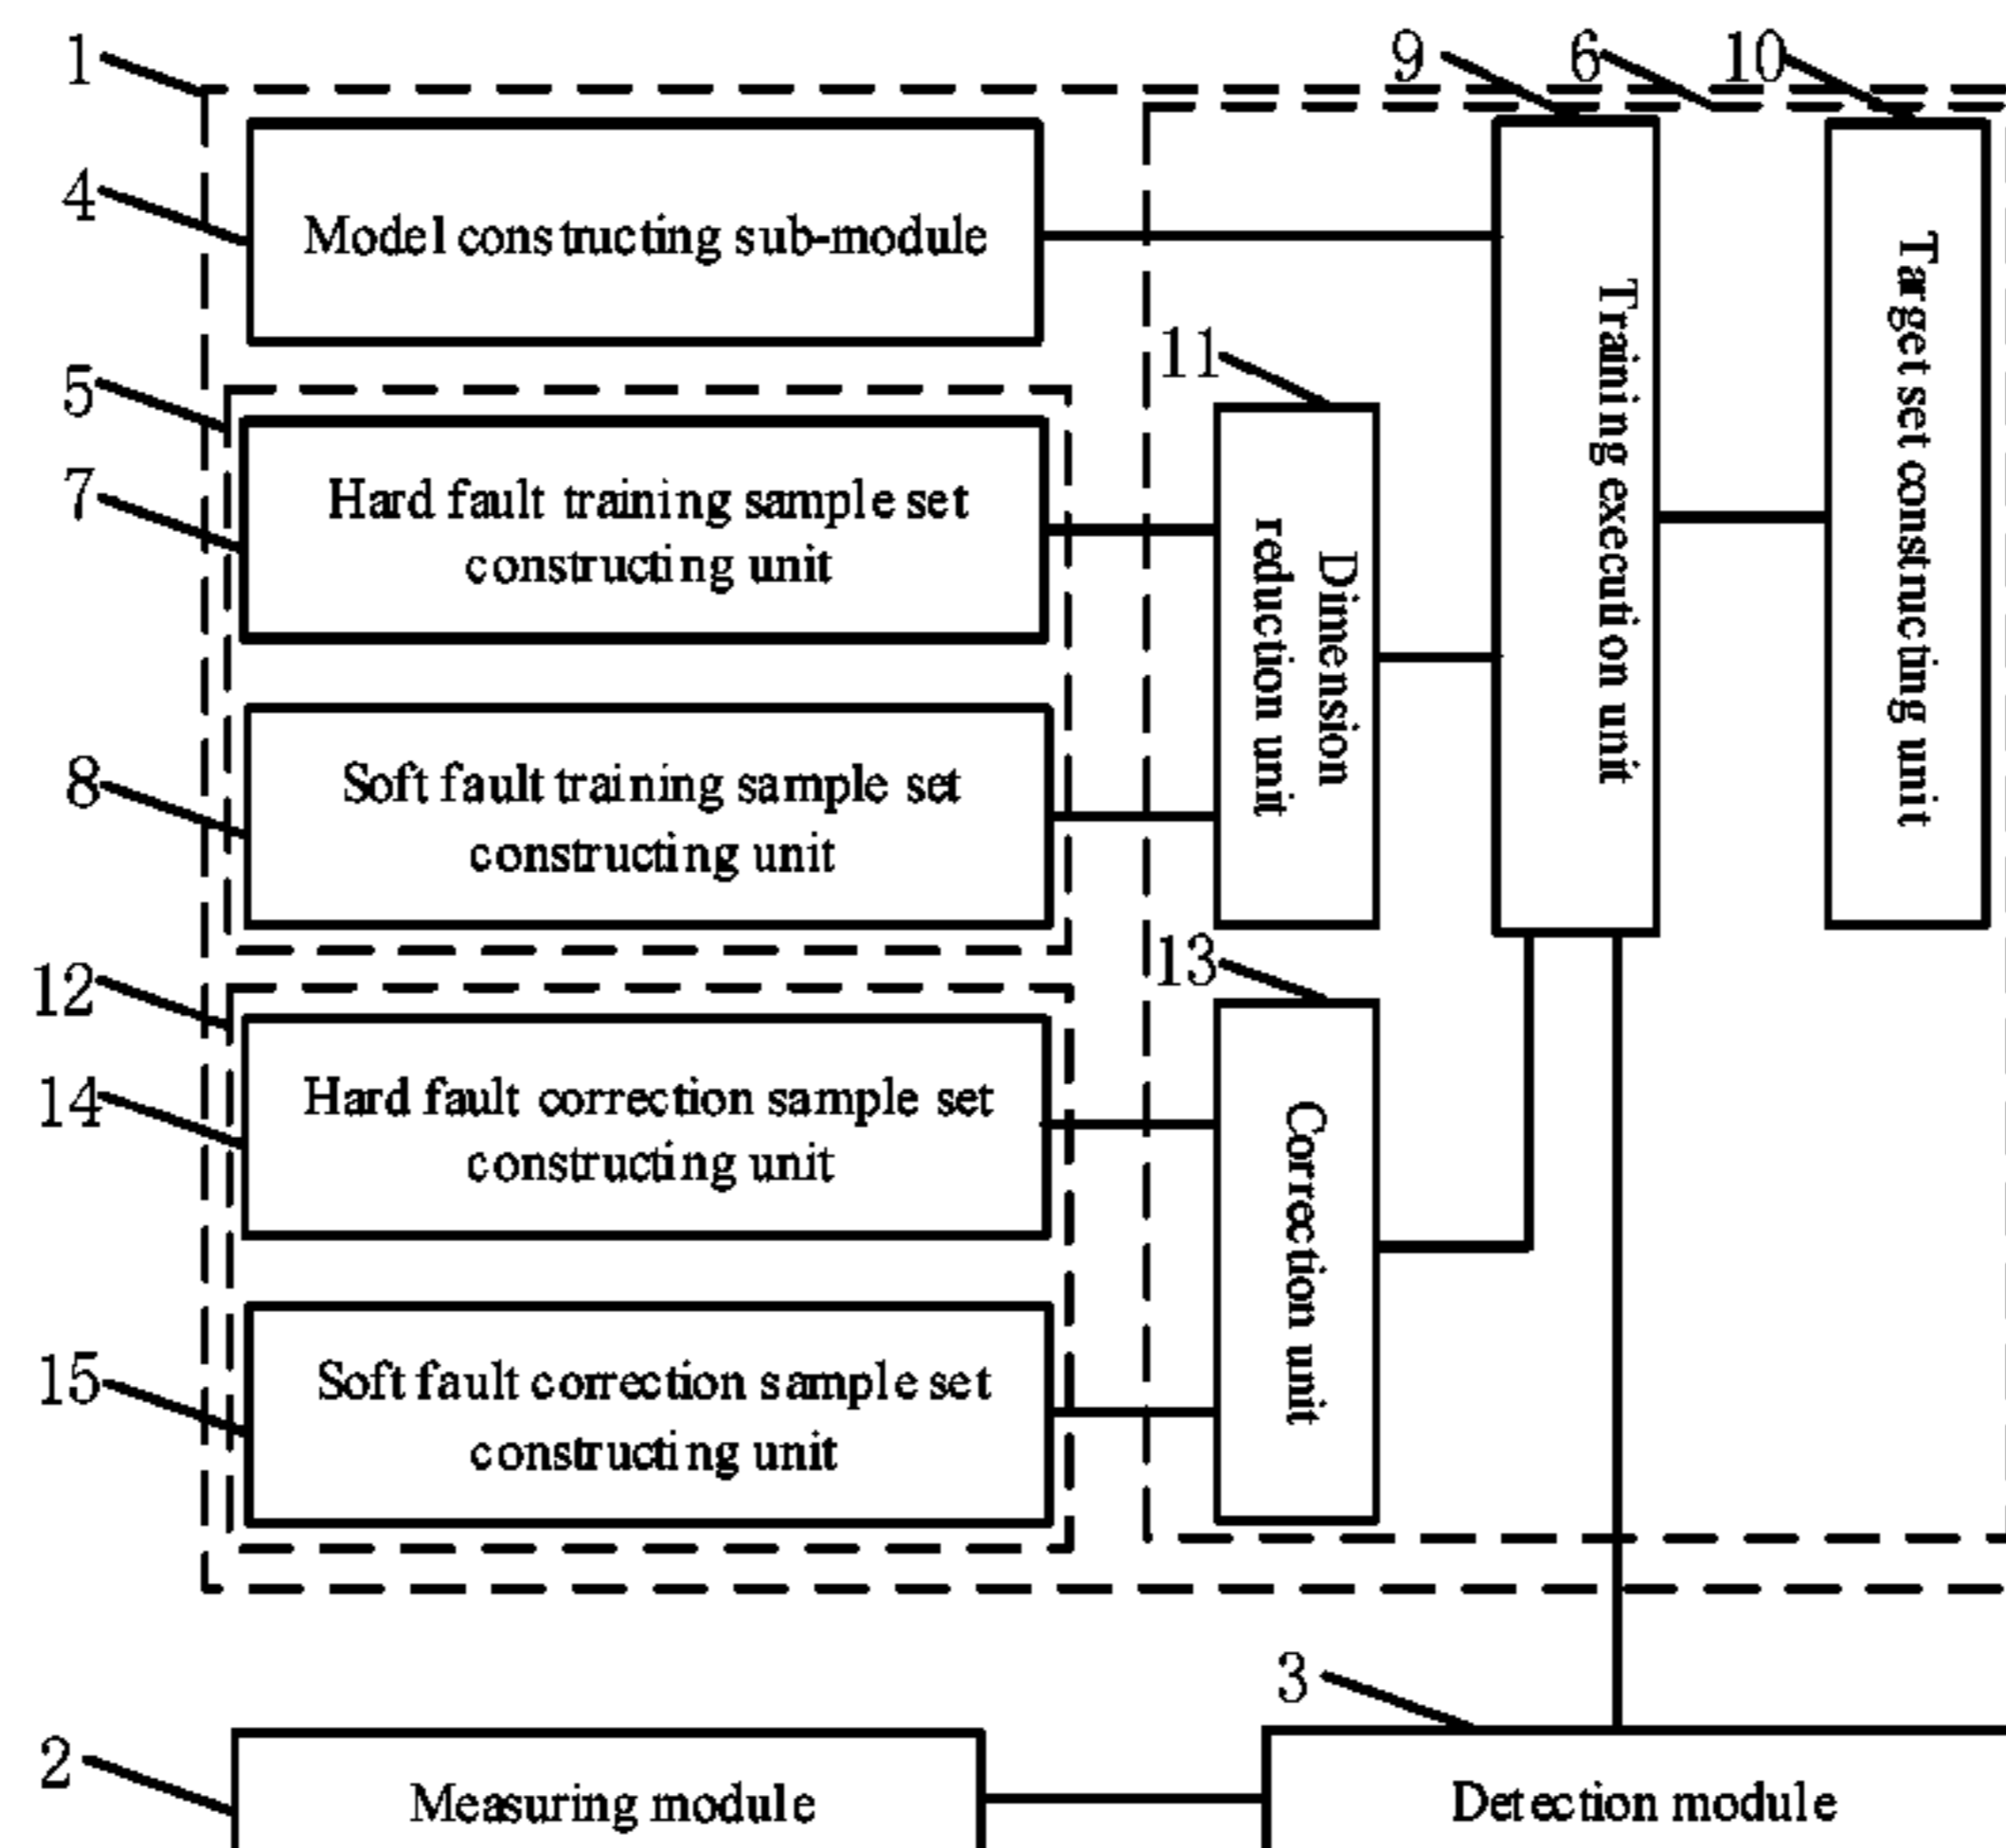 1
9
6
10
4
Model constructing sub-module
11
5
7
Hard fault training sample set
constructing unit
8
Soft fault training sample set
constructing unit
Dimension
reduction unit
Training execution unit
Target set constructing unit
12
13
14
Hard fault correction sample set
constructing unit
15
Soft fault correction sample set
constructing unit
Correction unit
3
2
Measuring module
Detection module